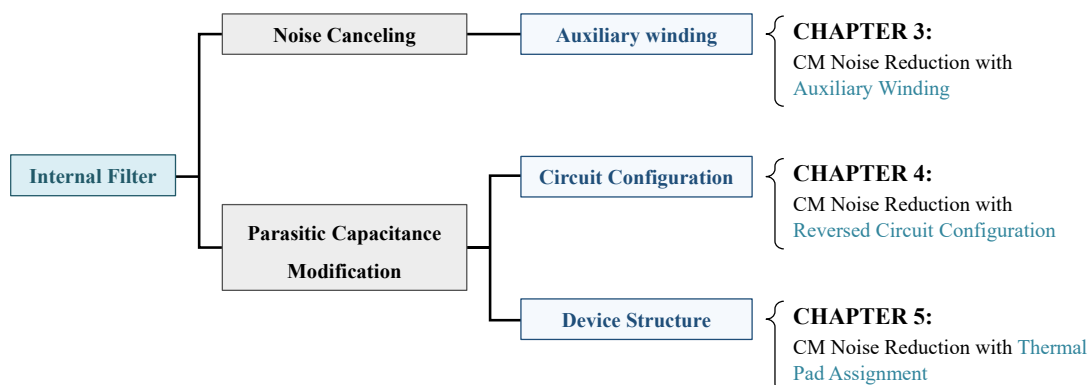 Noise Canceling
Auxiliary winding
CHAPTER 3:
CM Noise Reduction with
Auxiliary Winding
Internal Filter
Circuit Configuration
CHAPTER 4:
CM Noise Reduction with
Reversed Circuit Configuration
Parasitic Capacitance
Modification
Device Structure
CHAPTER 5:
CM Noise Reduction with Thermal
Pad Assignment